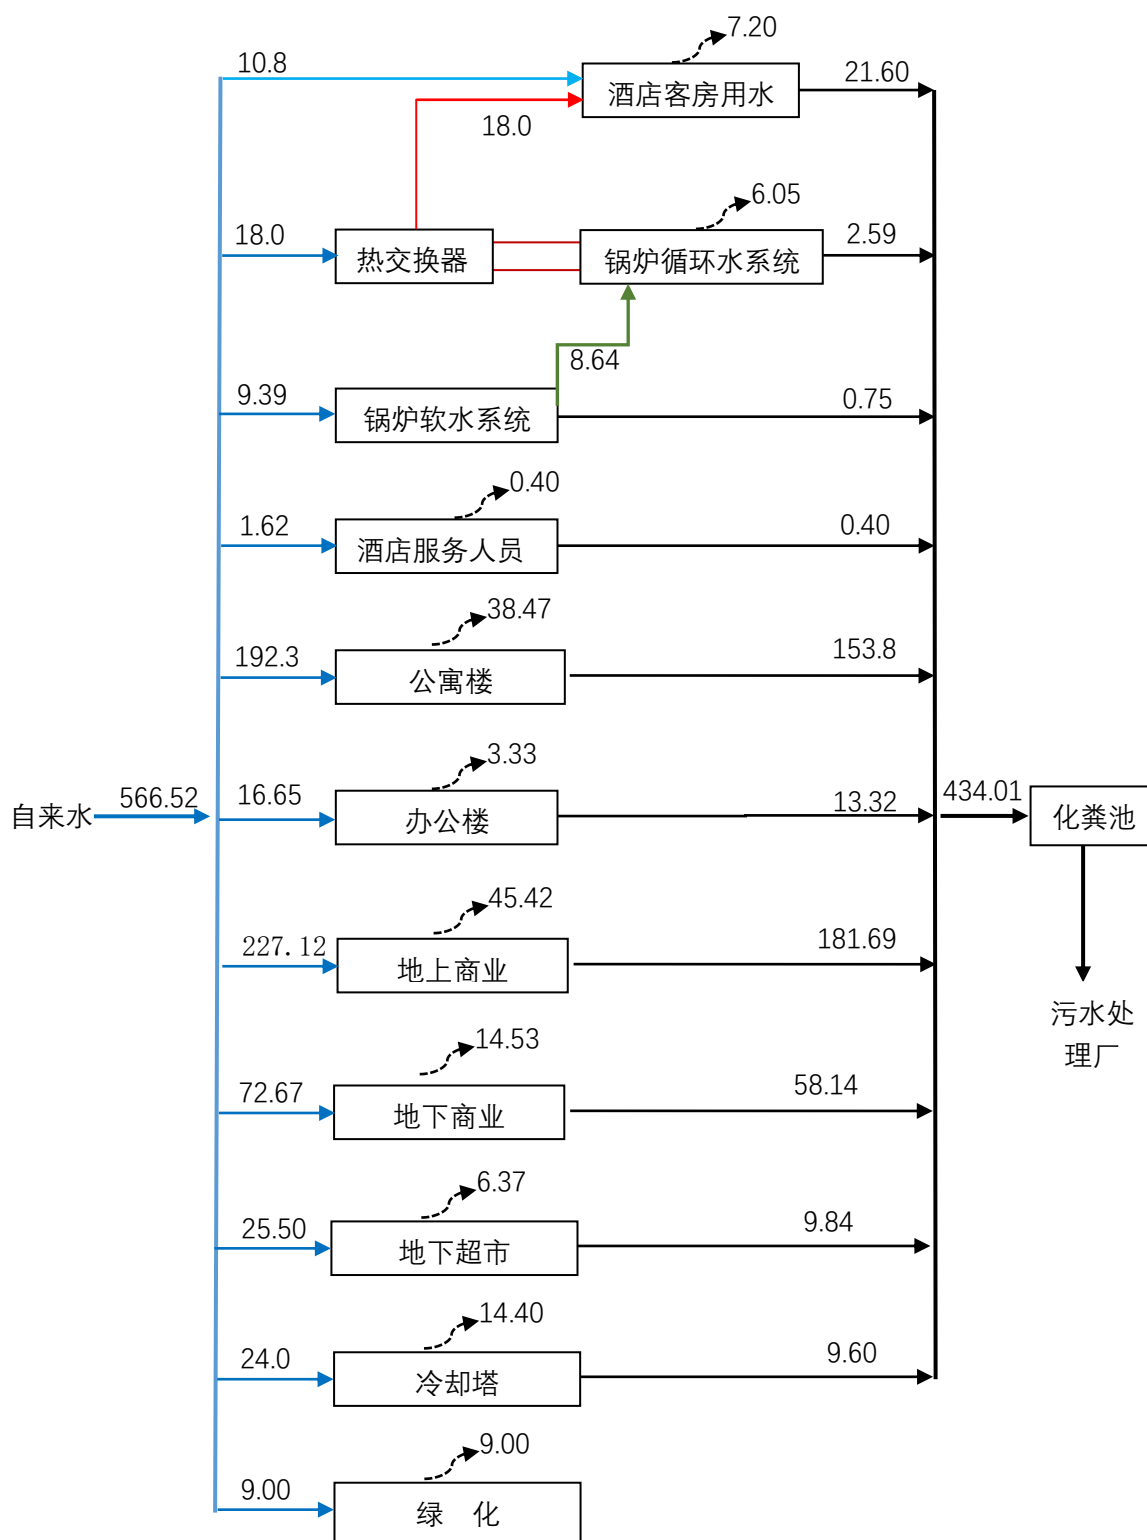 7.20
10.8
21.60
酒店客房用水
18.0
6.05
18.0
2.59
热交换器
锅炉循环水系统
8.64
9.39
0.75
锅炉软水系统
0.40
1.62
0.40
酒店服务人员
38.47
192.3
153.8
公寓楼
3.33
自来水
566.52
16.65
13.32
434.01
办公楼
化粪池
45.42
227.12
181.69
地上商业
污水处
理厂
14.53
72.67
58.14
地下商业
6.37
25.50
9.84
地下超市
14.40
24.0
9.60
冷却塔
9.00
9.00
绿 化